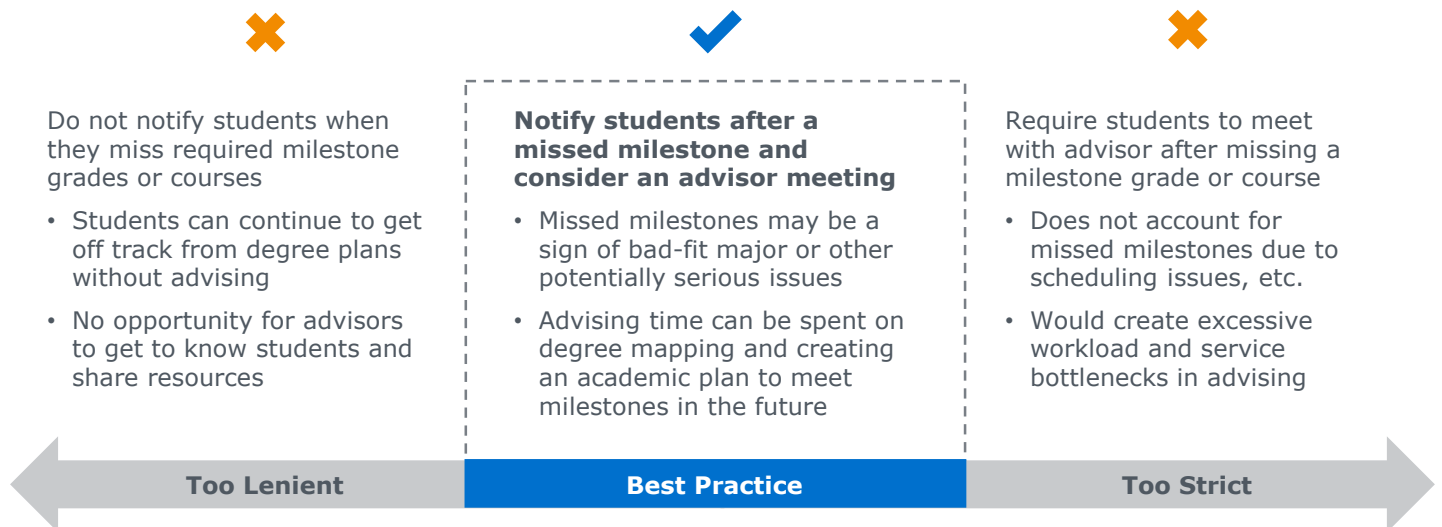 Do not notify students when
they miss required milestone
grades or courses
• Students can continue to get
off track from degree plans
without advising
• No opportunity for advisors
to get to know students and
share resources
Notify students after a
missed milestone and
consider an advisor meeting
• Missed milestones may be a
sign of bad-fit major or other
potentially serious issues
• Advising time can be spent on
degree mapping and creating
an academic plan to meet
milestones in the future
Require students to meet
with advisor after missing a
milestone grade or course
• Does not account for
missed milestones due to
scheduling issues, etc.
• Would create excessive
workload and service
bottlenecks in advising
Too Lenient
Best Practice
Too Strict